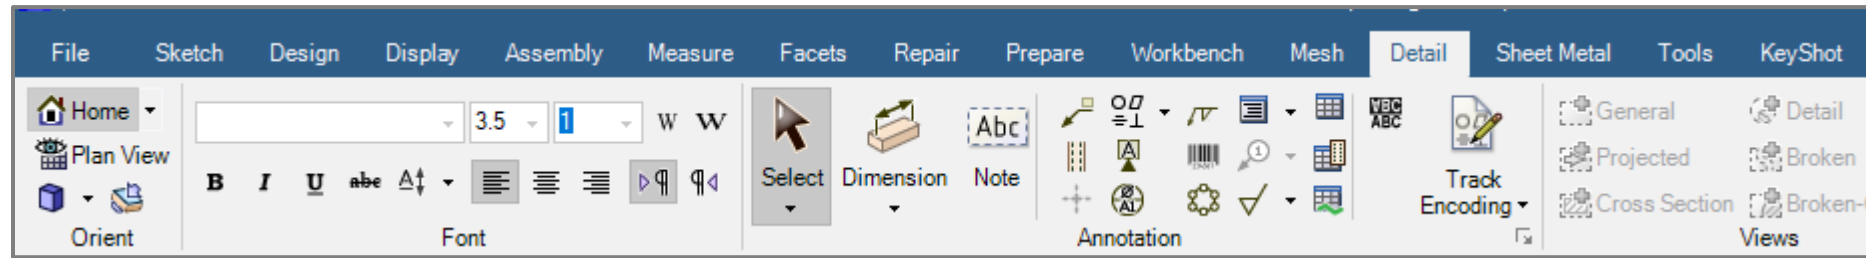 File Sketch Design Display Assembly Measure Facets Repair Prepare Workbench Mesh Detail Sheet Metal Tools KeyShot
Home
Plan View
Orient
3.5 1 W W
B I U abc A
Font
Select
Dimension
Abc
Note
Annotation
ABC
ABC
Track
Encoding
General
Projected
Cross Section
Detail
Broken
Broken-
Views